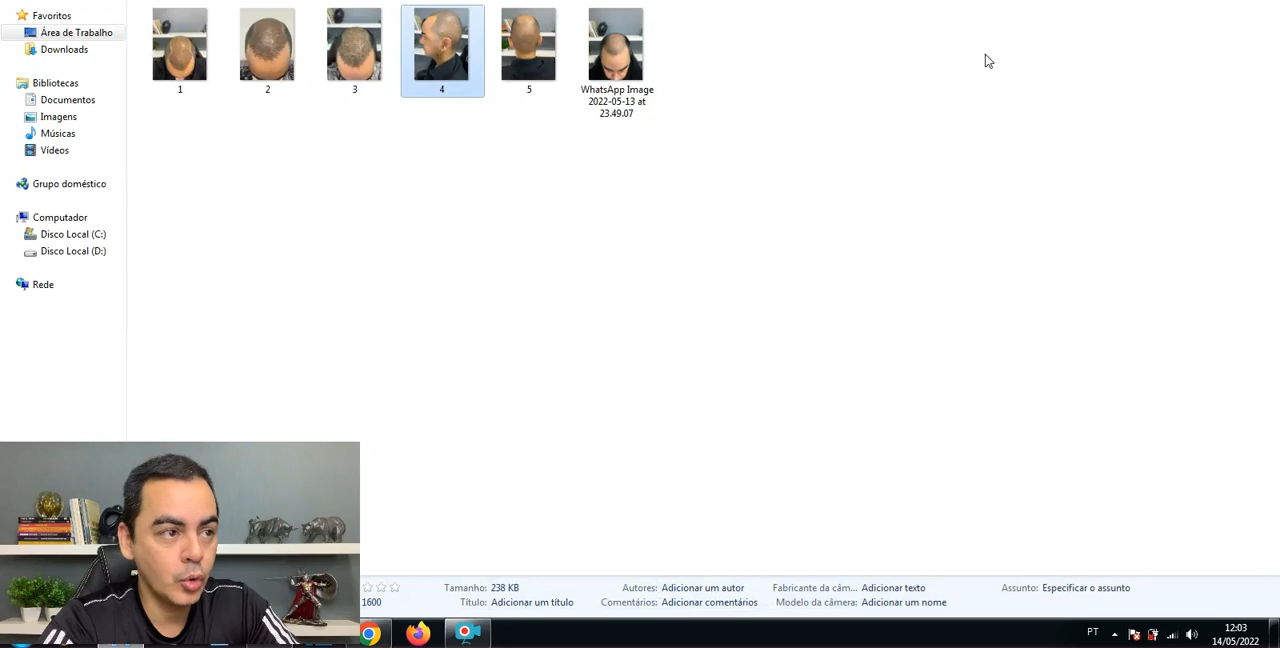 Favoritos
Área de Trabalho
Downloads
Bibliotecas
Documentos
Imagens
Músicas
Vídeos
Grupo doméstico
Computador
Disco Local (C:)
Disco Local (D:)
Rede
1
2
3
4
5
WhatsApp Image
2022-05-13 at
23.49.07
Tamanho: 238 KB
Autores: Adicionar um autor
Fabricante da câm... Adicionar texto
Assunto: Especificar o assunto
1600
Título: Adicionar um título
Comentários: Adicionar comentários
Modelo da câmera: Adicionar um nome
PT
12:03
14/05/2022